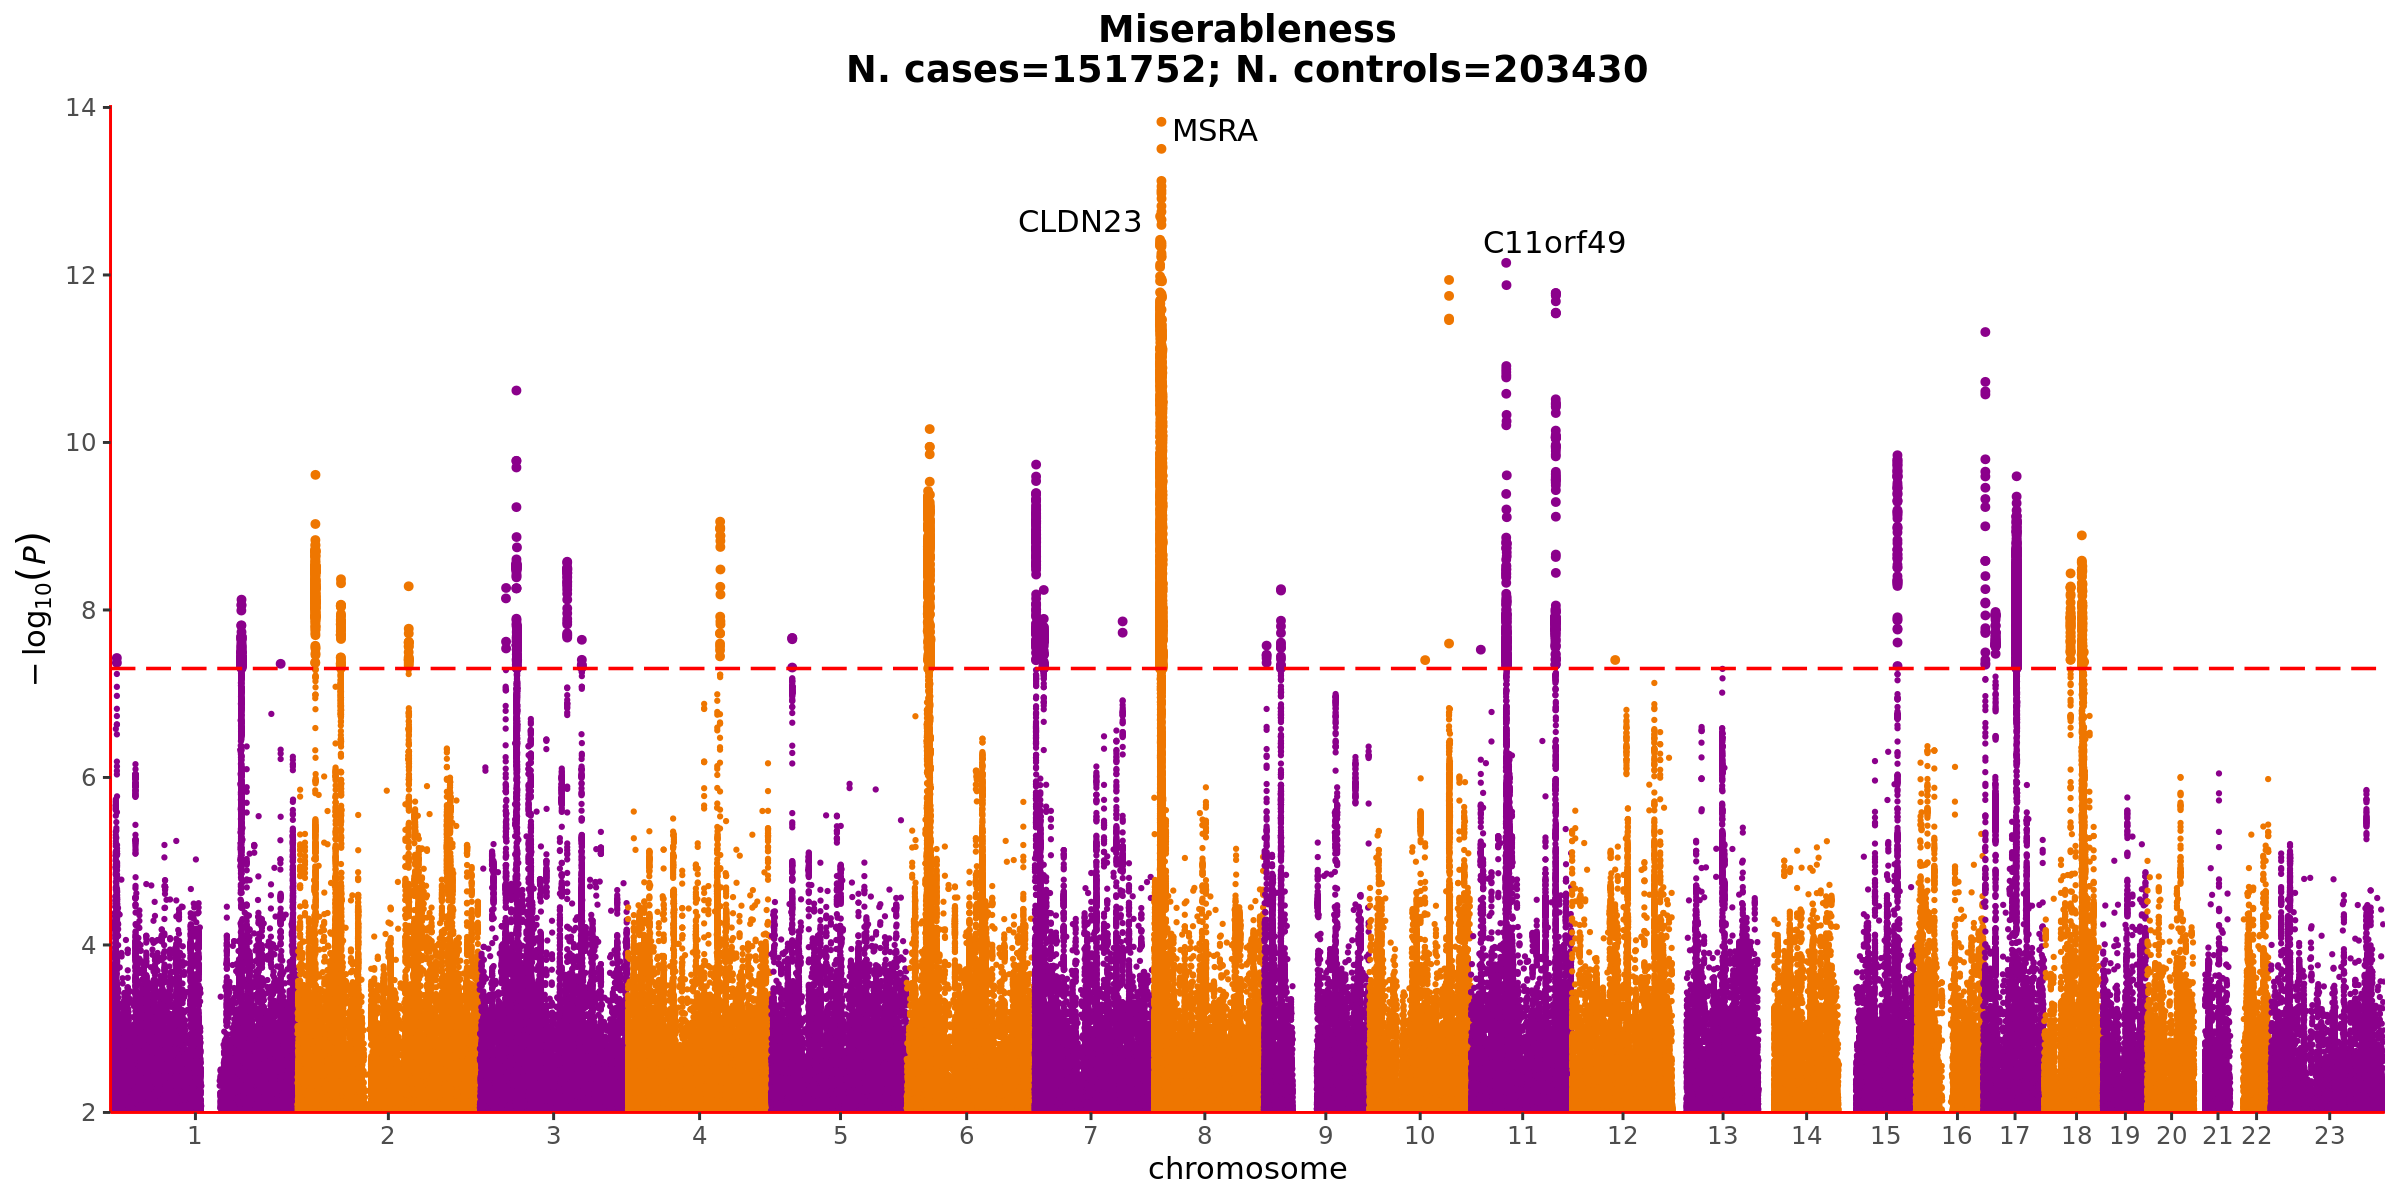 Miserableness
N. cases=151752; N. controls=203430
14
MSRA
CLDN23
C11orf49
12
10
8
6
4
2
−log10(P)
1 2 3 4 5 6 7 8 9 10 11 12 13 14 15 16 17 18 19 20 21 22 23
chromosome